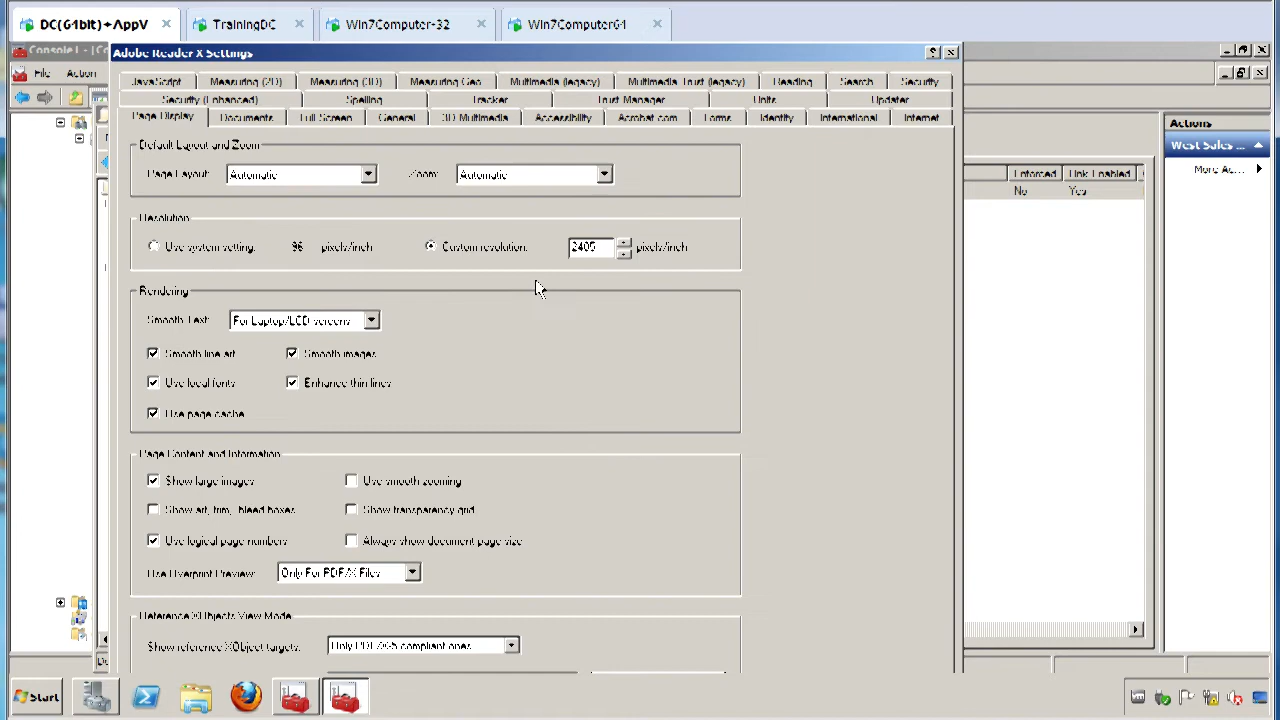 DC(64bit)+AppV
TrainingDC
Win7Computer-32
Win7Computer64
Console1 - [Co
Adobe Reader X Settings
File
Action
JavaScript
Measuring (2D)
Measuring (3D)
Measuring Geo
Multimedia (legacy)
Multimedia Trust (legacy)
Reading
Search
Security
Security (Enhanced)
Spelling
Tracker
Trust Manager
Units
Updater
Page Display
Documents
Full Screen
General
3D Multimedia
Accessibility
Acrobat.com
Forms
Identity
International
Internet
Actions
Default Layout and Zoom
West Sales ...
Page Layout:
Automatic
Zoom:
Automatic
Enforced
Link Enabled
More Ac...
No
Yes
Resolution
Use system setting:
96
pixels/inch
Custom resolution:
2405
pixels/inch
Rendering
Smooth Text:
For Laptop/LCD screens
Smooth line art
Smooth images
Use local fonts
Enhance thin lines
Use page cache
Page Content and Information
Show large images
Use smooth zooming
Show art, trim, bleed boxes
Show transparency grid
Use logical page numbers
Always show document page size
Use Overprint Preview:
Only For PDF/X Files
Reference XObjects View Mode
Show reference XObject targets:
Only PDF/X-5 compliant ones
Start